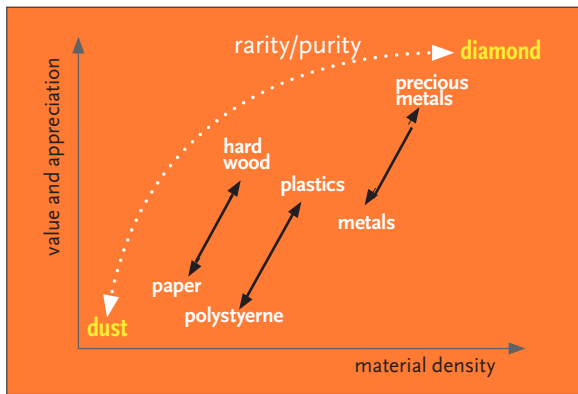 rarity/purity
diamond
precious
metals
hard
wood
plastics
metals
paper
polystyerne
dust
value and appreciation
material density